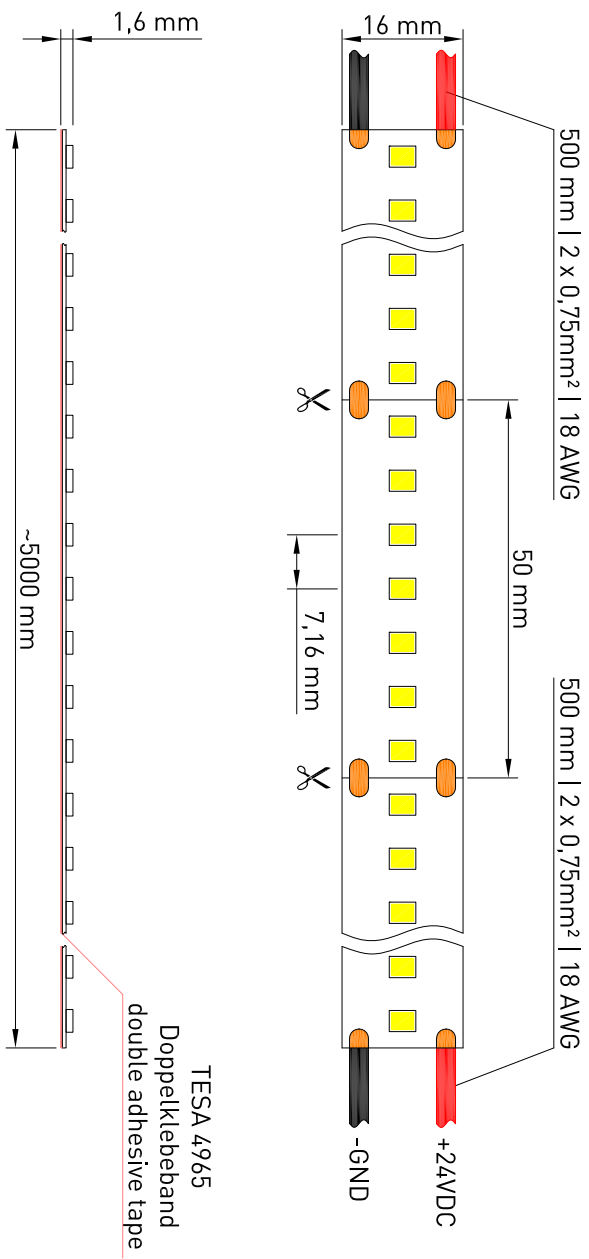 1,6 mm
16 mm
500 mm | 2 x 0,75mm² | 18 AWG
50 mm
7,16 mm
~5000 mm
500 mm | 2 x 0,75mm² | 18 AWG
TESA 4965
Doppelklebeband
double adhesive tape
+24VDC
-GND